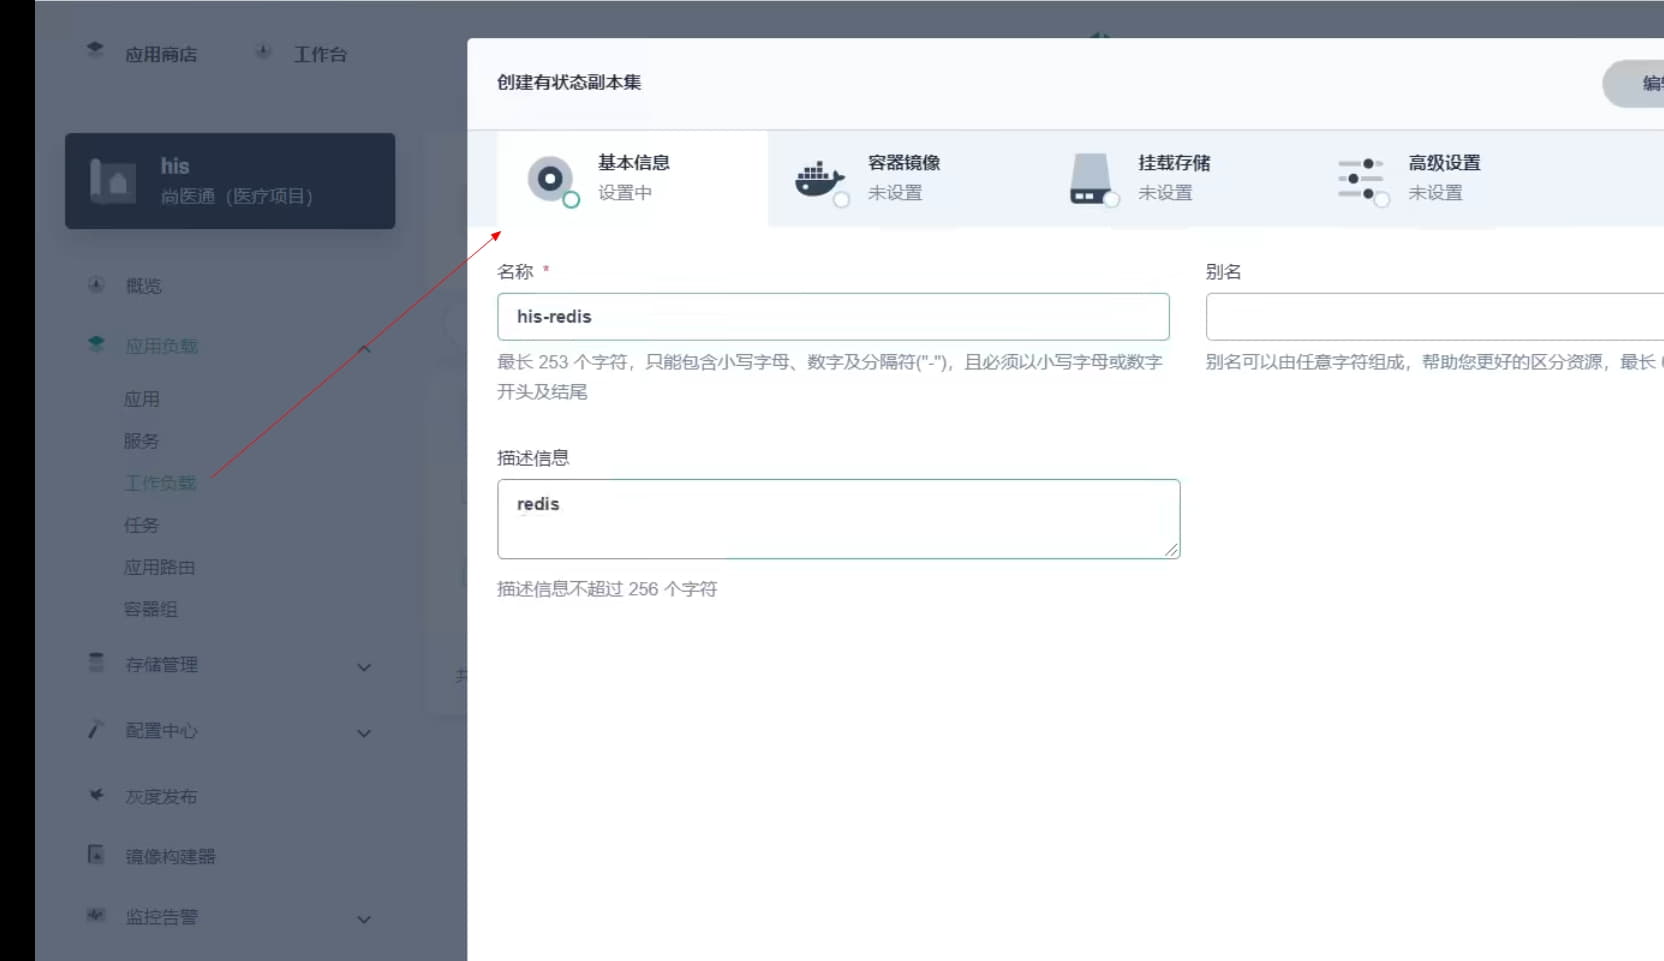 应用商店
工作台
his
尚医通（医疗项目）
概览
应用负载
应用
服务
工作负载
任务
应用路由
容器组
存储管理
配置中心
灰度发布
镜像构建器
监控告警
创建有状态副本集
基本信息
设置中
容器镜像
未设置
挂载存储
未设置
高级设置
未设置
名称 *
his-redis
最长 253 个字符，只能包含小写字母、数字及分隔符("-")，且必须以小写字母或数字
开头及结尾
别名
别名可以由任意字符组成，帮助您更好的区分资源，最长
描述信息
redis
描述信息不超过 256 个字符